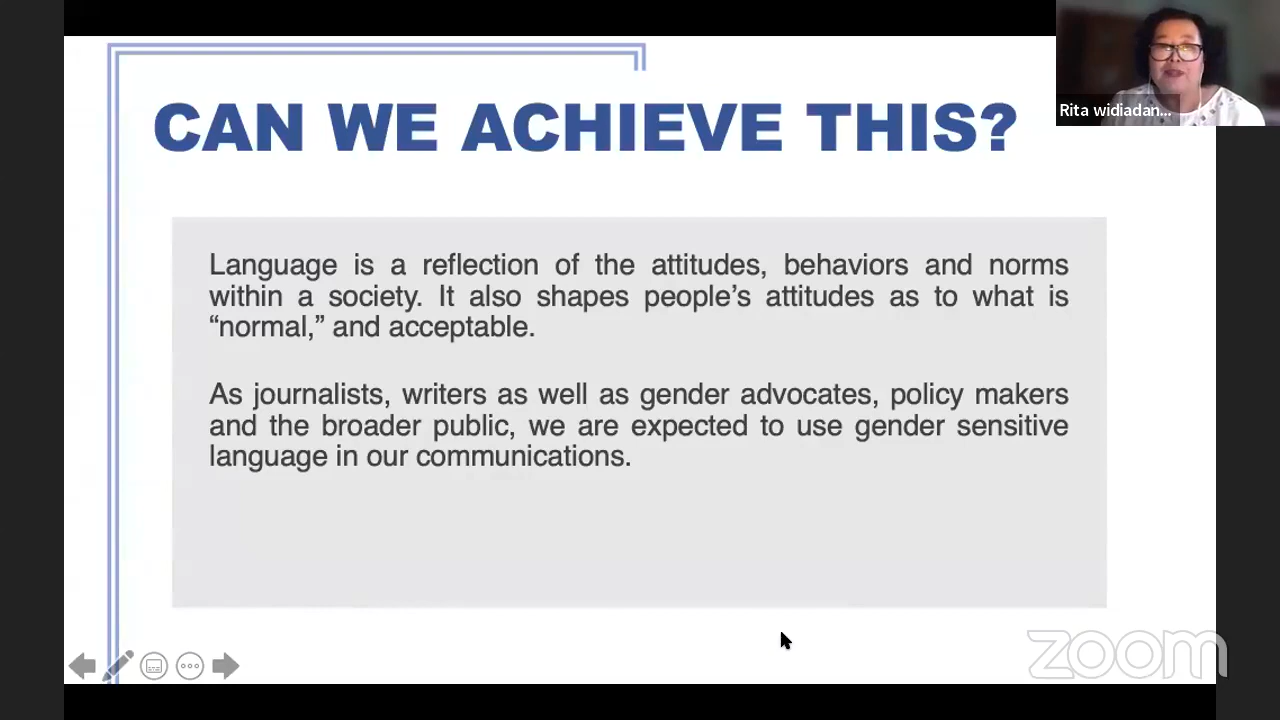 CAN WE ACHIEVE THIS?
Rita widiadan...
Language is a reflection of the attitudes, behaviors and norms
within a society. It also shapes people’s attitudes as to what is
“normal,” and acceptable.
As journalists, writers as well as gender advocates, policy makers
and the broader public, we are expected to use gender sensitive
language in our communications.
zoom